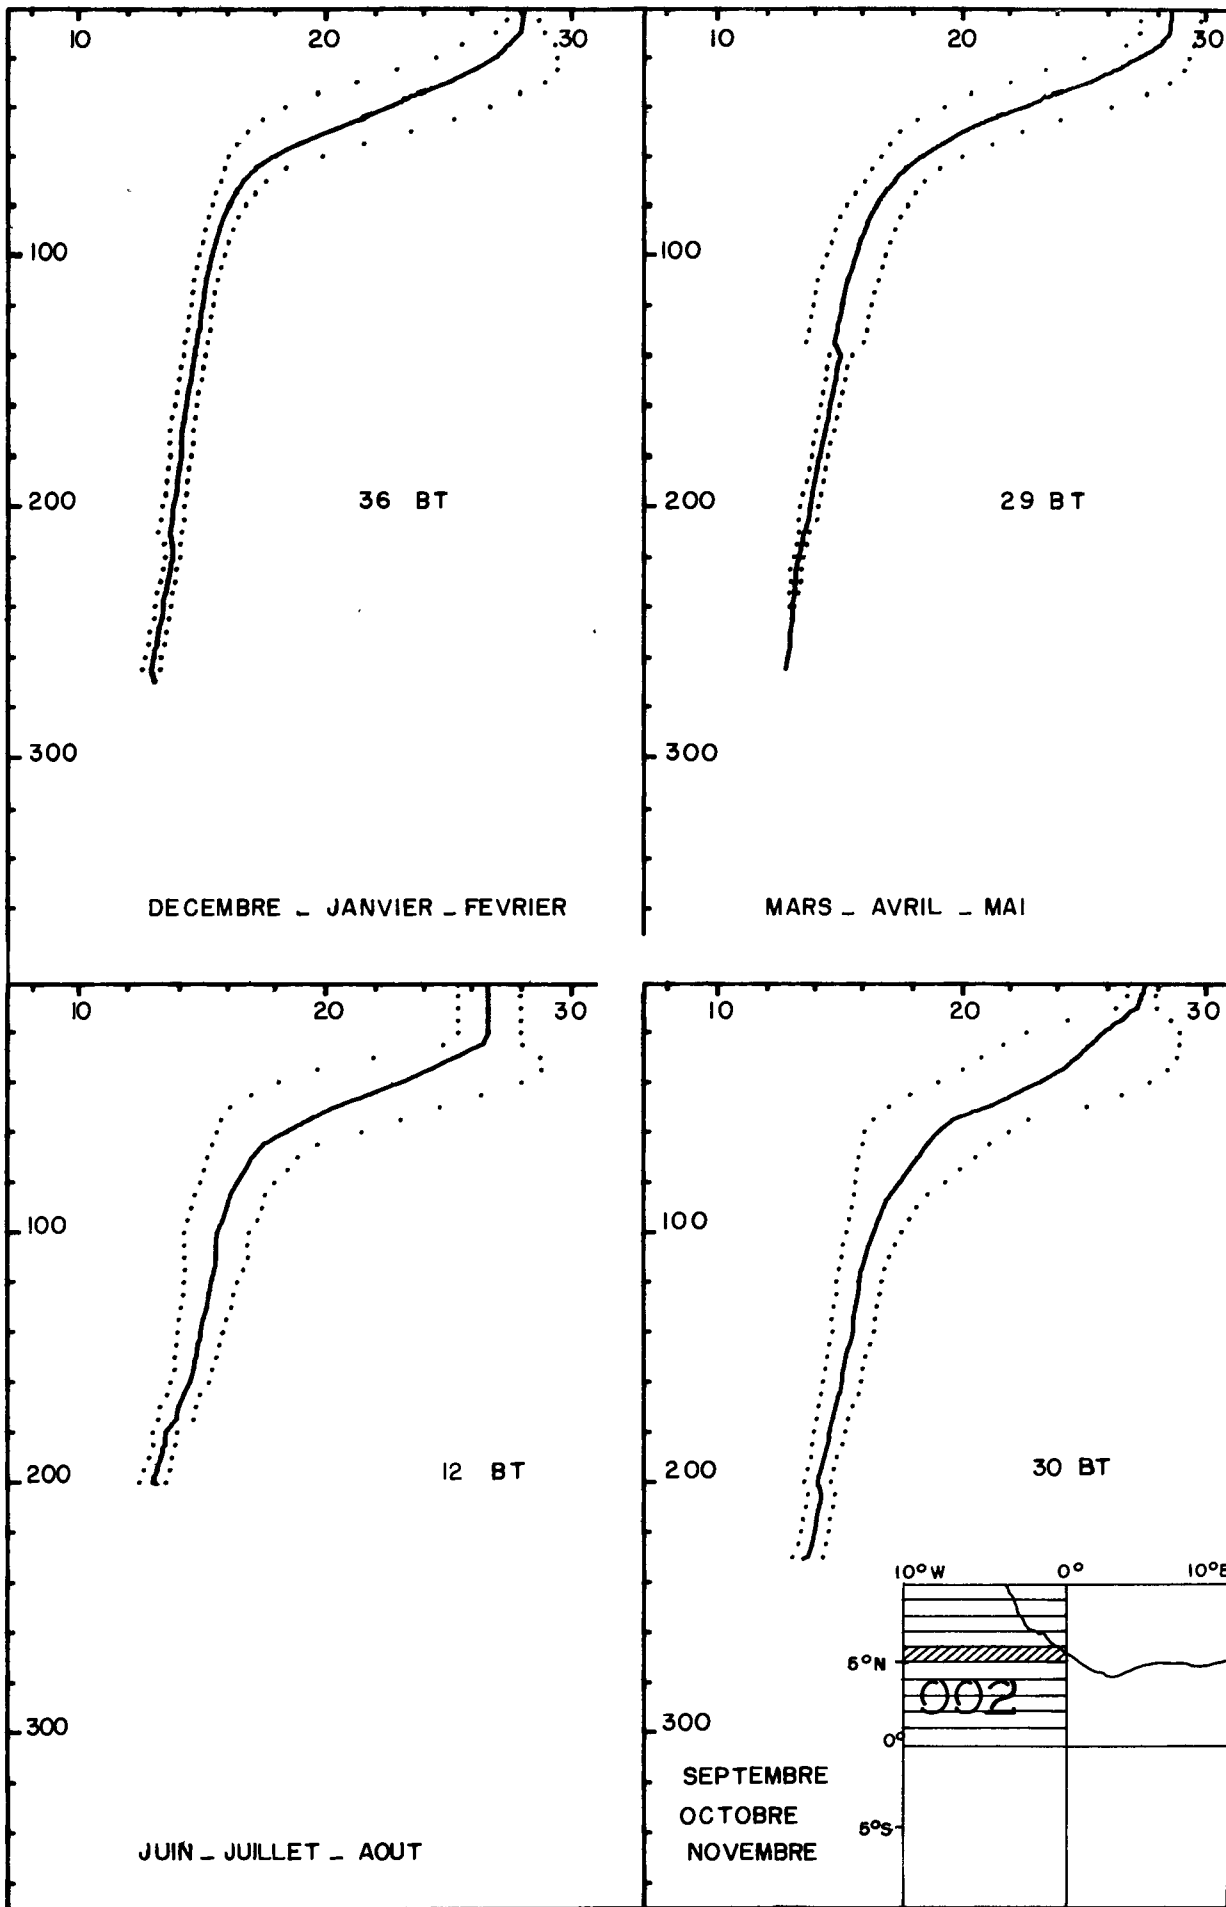 10 20 30
100
200
36 BT
300
DECEMBRE _ JANVIER _ FEVRIER
10 20 30
100
200
29 BT
300
MARS _ AVRIL _ MAI
10 20 30
100
200
12 BT
300
JUIN _ JUILLET _ AOUT
10 20 30
100
200
30 BT
300
SEPTEMBRE
OCTOBRE
NOVEMBRE
10°W 0° 10°E
5°N
002
0°
5°S